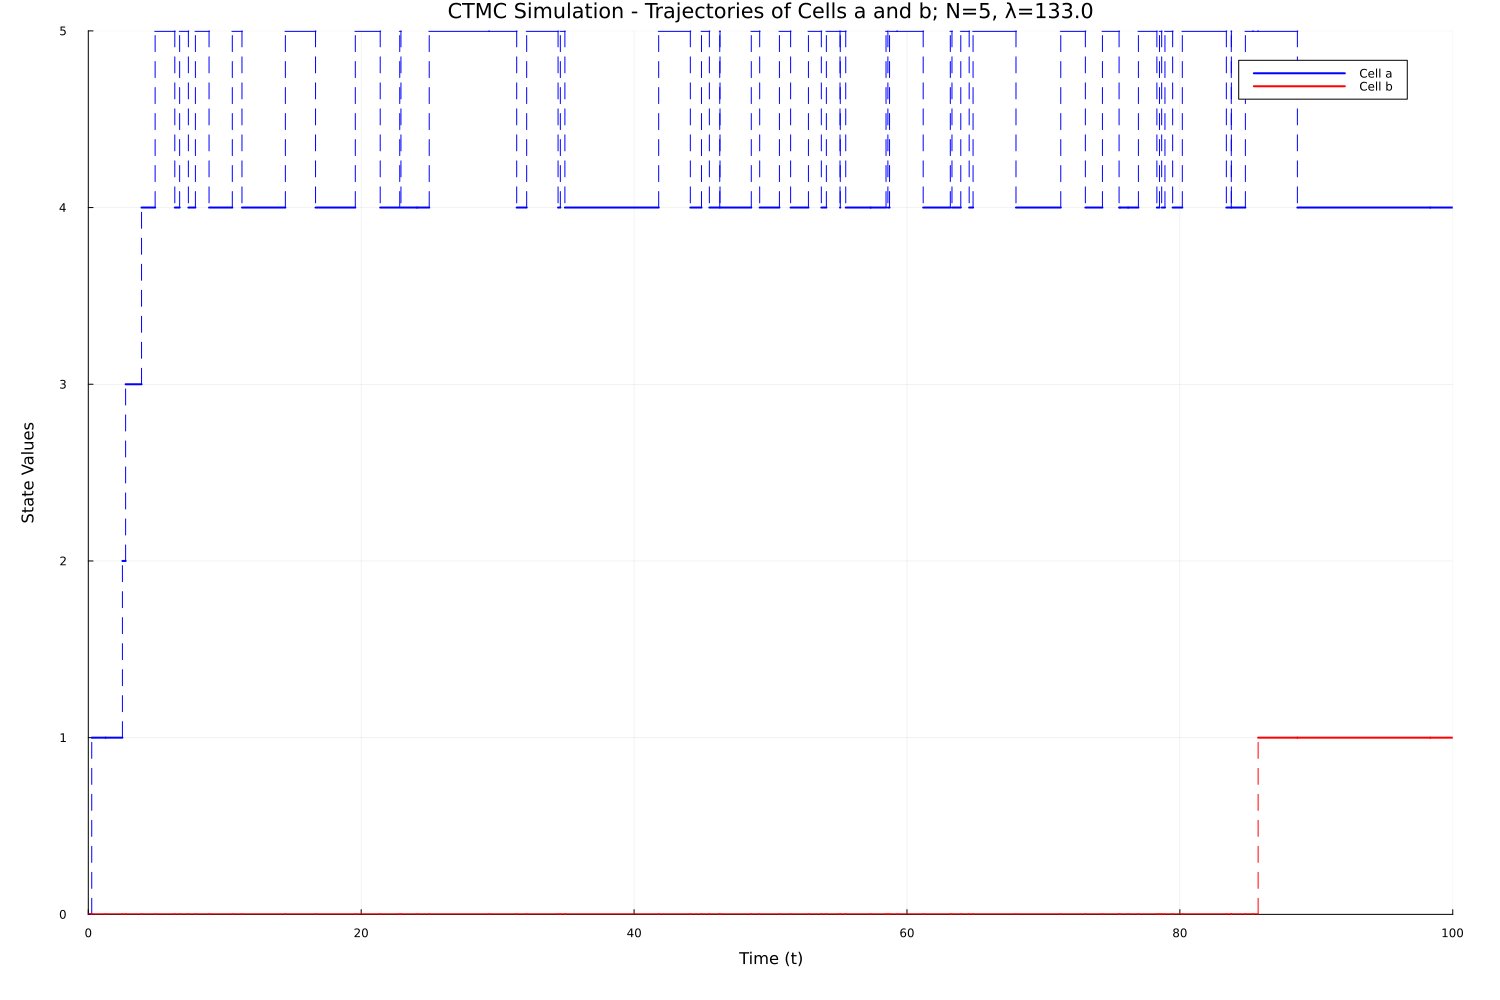 CTMC Simulation - Trajectories of Cells a and b; N=5, λ=133.0
5
Cell a
Cell b
4
3
State Values
2
1
0
0 20 40 60 80 100
Time (t)